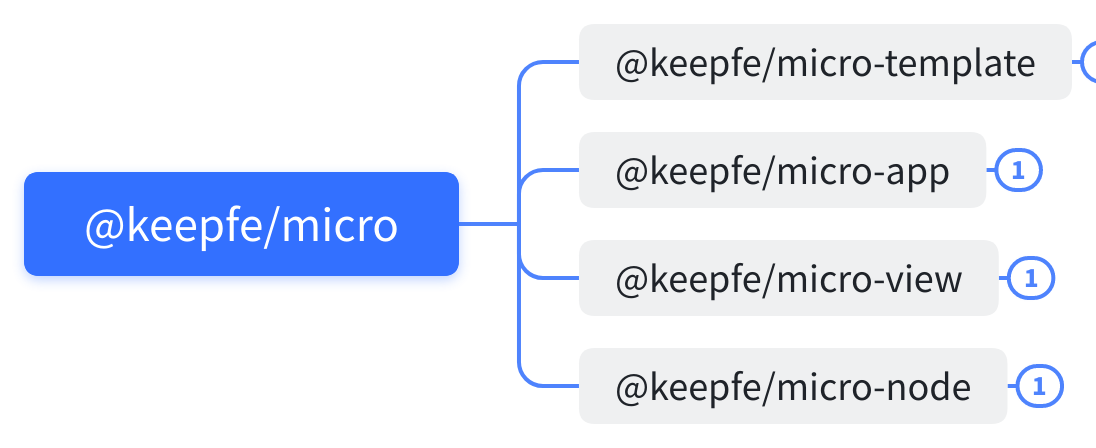 @keepfe/micro-template
@keepfe/micro-app 1
@keepfe/micro
@keepfe/micro-view 1
@keepfe/micro-node 1